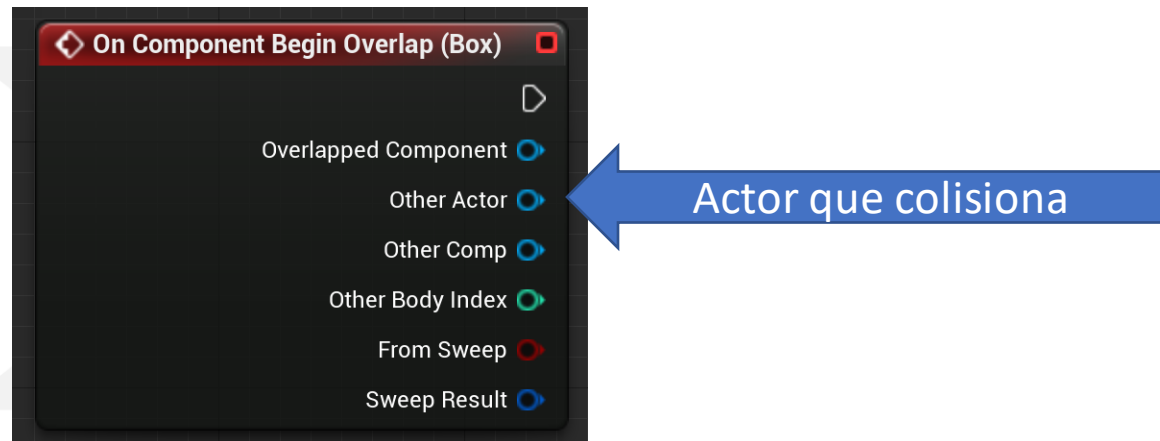 On Component Begin Overlap (Box)
Overlapped Component
Other Actor
Actor que colisiona
Other Comp
Other Body Index
From Sweep
Sweep Result